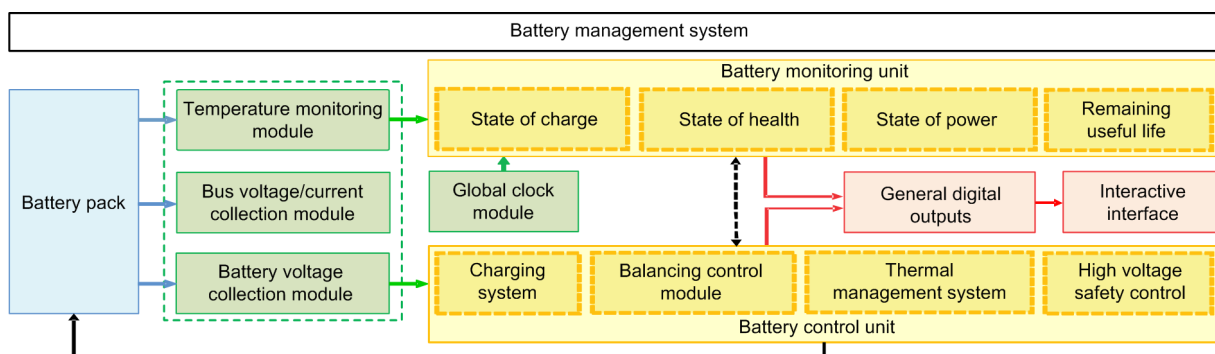 Battery management system
Battery monitoring unit
Battery pack
Temperature monitoring
module
State of charge
State of health
State of power
Remaining
useful life
Bus voltage/current
collection module
Global clock
module
General digital
outputs
Interactive
interface
Battery voltage
collection module
Charging
system
Balancing control
module
Thermal
management system
High voltage
safety control
Battery control unit